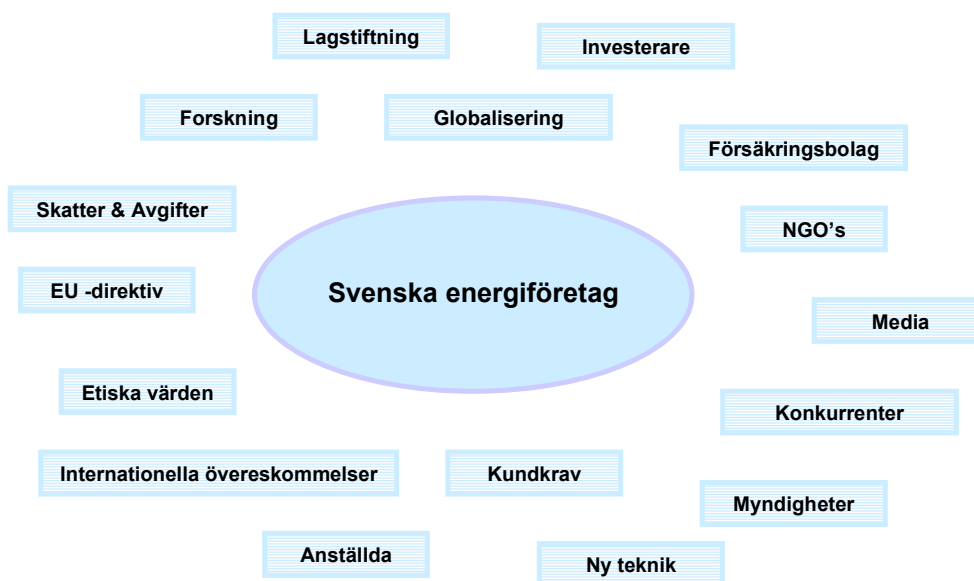 Lagstiftning
Investerare
Forskning
Globalisering
Försäkringsbolag
Skatter & Avgifter
NGO’s
EU -direktiv
Svenska energiföretag
Media
Etiska värden
Konkurrenter
Internationella övereskommelser
Kundkrav
Myndigheter
Anställda
Ny teknik